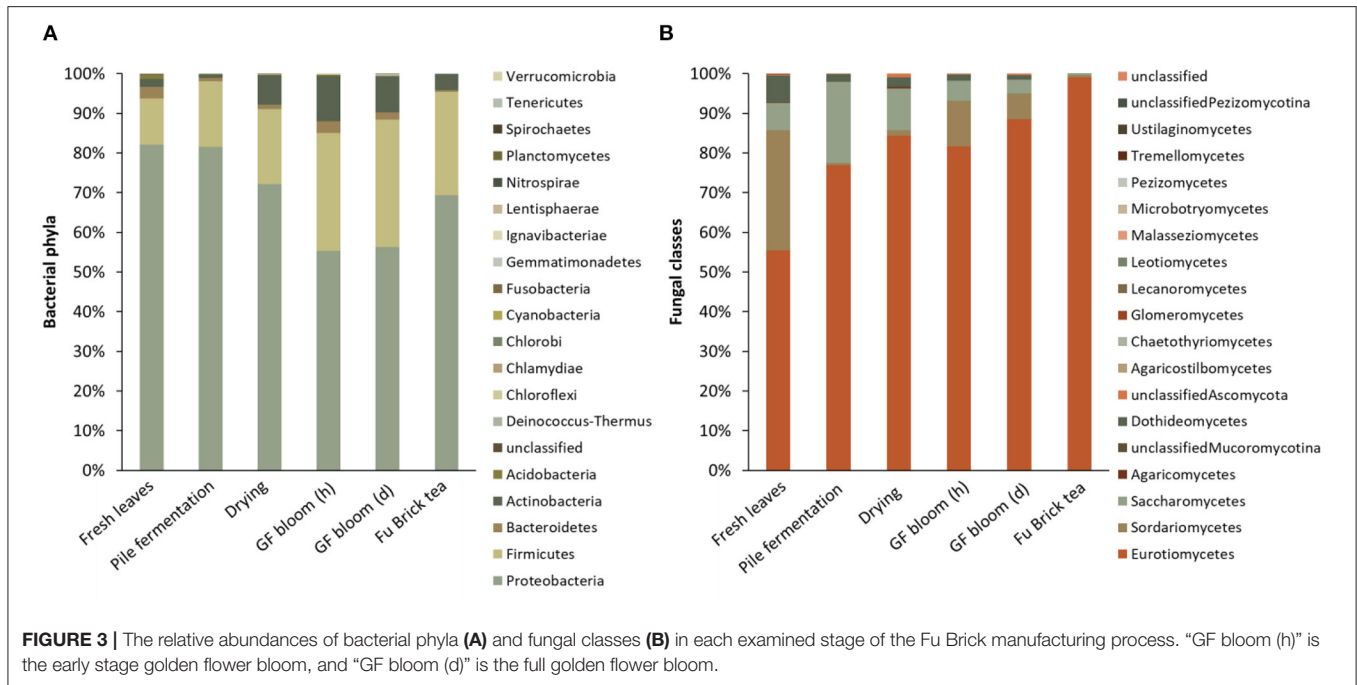 A
B
Bacterial phyla
100%
90%
80%
70%
60%
50%
40%
30%
20%
10%
0%
Fresh leaves
Pile fermentation
Drying
GF bloom (h)
GF bloom (d)
Fu Brick tea
Verrucomicrobia
Tenericutes
Spirochaetes
Planctomycetes
Nitrospirae
Lentisphaerae
Ignavibacteriae
Gemmatimonadetes
Fusobacteria
Cyanobacteria
Chlorobi
Chlamydiae
Chloroflexi
Deinococcus-Thermus
unclassified
Acidobacteria
Actinobacteria
Bacteroidetes
Firmicutes
Proteobacteria
Fungal classes
100%
90%
80%
70%
60%
50%
40%
30%
20%
10%
0%
Fresh leaves
Pile fermentation
Drying
GF bloom (h)
GF bloom (d)
Fu Brick tea
unclassified
unclassifiedPezizomycotina
Ustilaginomycetes
Tremellomycetes
Pezizomycetes
Microbotryomycetes
Malasseziomycetes
Leotiomycetes
Lecanoromycetes
Glomeromycetes
Chaetothyriomycetes
Agaricostilbomycetes
unclassifiedAscomycota
Dothideomycetes
unclassifiedMucoromycotina
Agaricomycetes
Saccharomycetes
Sordariomycetes
Eurotiomycetes
FIGURE 3 | The relative abundances of bacterial phyla (A) and fungal classes (B) in each examined stage of the Fu Brick manufacturing process. “GF bloom (h)” is
the early stage golden flower bloom, and “GF bloom (d)” is the full golden flower bloom.